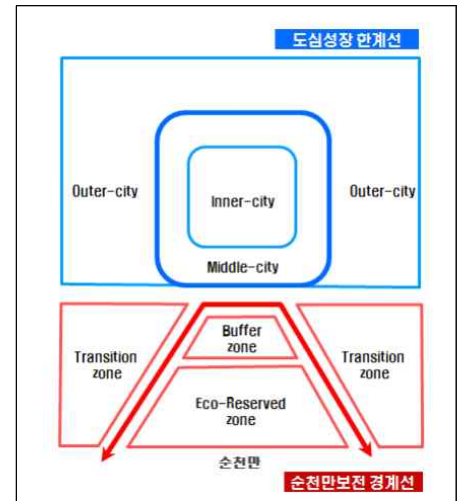 도심성장 한계선
Outer-city
Inner-city
Outer-city
Middle-city
Buffer
zone
Transition
zone
Transition
zone
Eco-Reserved
zone
순천만
순천만보전 경계선